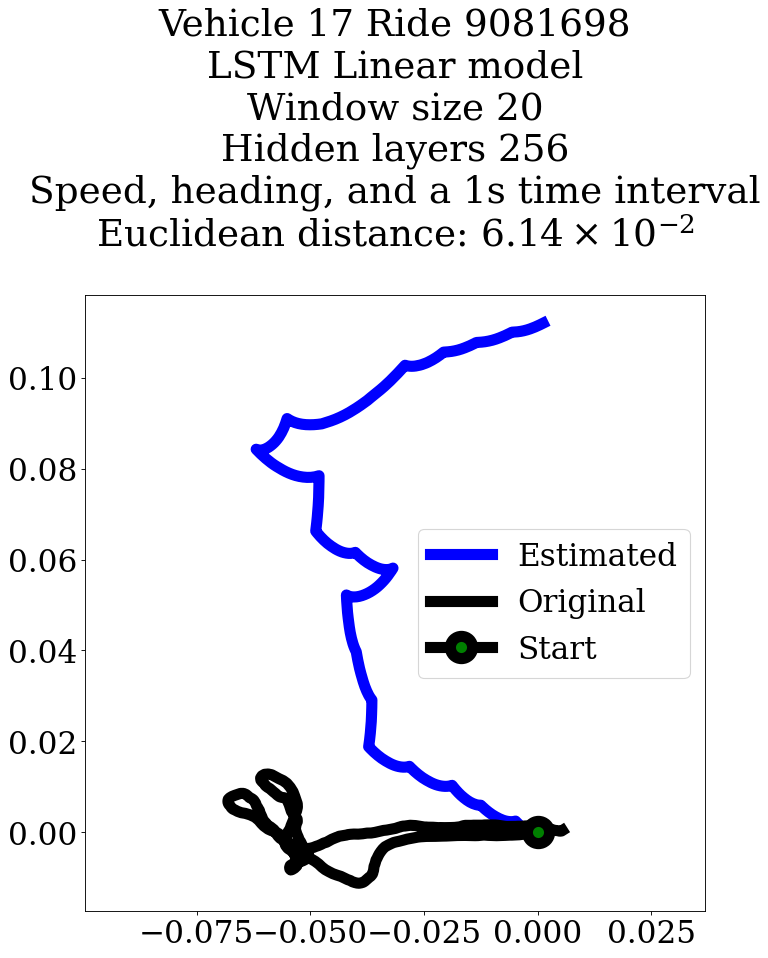 Vehicle 17 Ride 9081698
LSTM Linear model
Window size 20
Hidden layers 256
Speed, heading, and a 1s time interval
Euclidean distance: 6.14 × 10⁻²
0.10
0.08
0.06
0.04
0.02
0.00
Estimated
Original
Start
−0.075 −0.050 −0.025 0.000 0.025